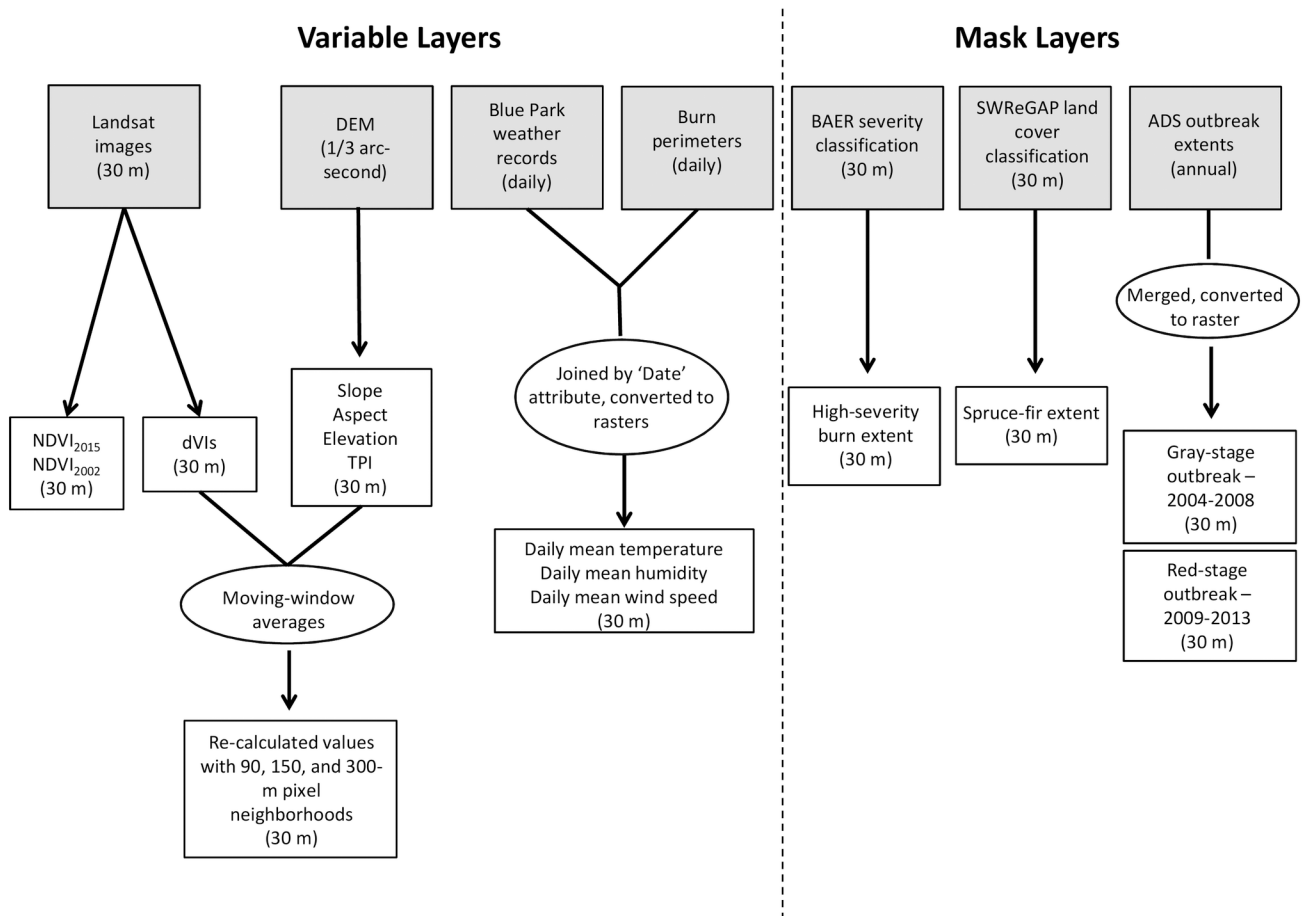 Variable Layers
Mask Layers
Landsat
images
(30 m)
DEM
(1/3 arc-
second)
Blue Park
weather
records
(daily)
Burn
perimeters
(daily)
BAER severity
classification
(30 m)
SWReGAP land
cover
classification
(30 m)
ADS outbreak
extents
(annual)
Merged, converted
to raster
Joined by ‘Date’
attribute, converted to
rasters
NDVI2015
NDVI2002
(30 m)
dVIs
(30 m)
Slope
Aspect
Elevation
TPI
(30 m)
High-severity
burn extent
(30 m)
Spruce-fir extent
(30 m)
Gray-stage
outbreak –
2004-2008
(30 m)
Red-stage
outbreak –
2009-2013
(30 m)
Daily mean temperature
Daily mean humidity
Daily mean wind speed
(30 m)
Moving-window
averages
Re-calculated values
with 90, 150, and 300-
m pixel
neighborhoods
(30 m)